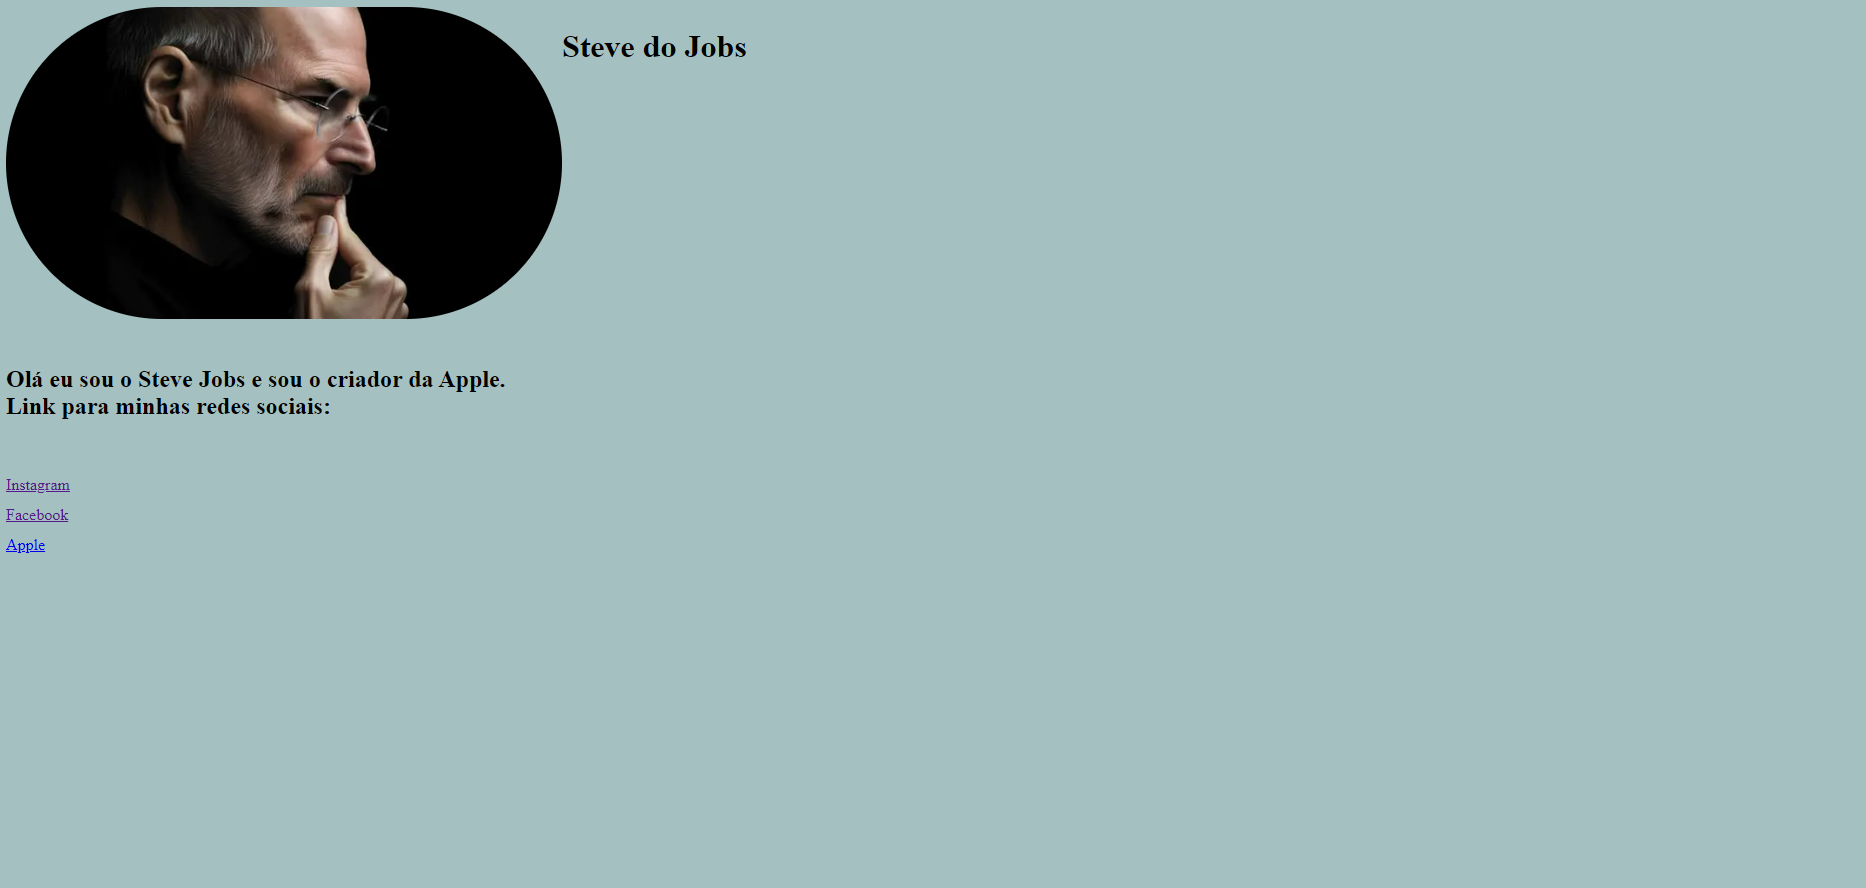 Steve do Jobs
Olá eu sou o Steve Jobs e sou o criador da Apple.
Link para minhas redes sociais:
Instagram
Facebook
Apple